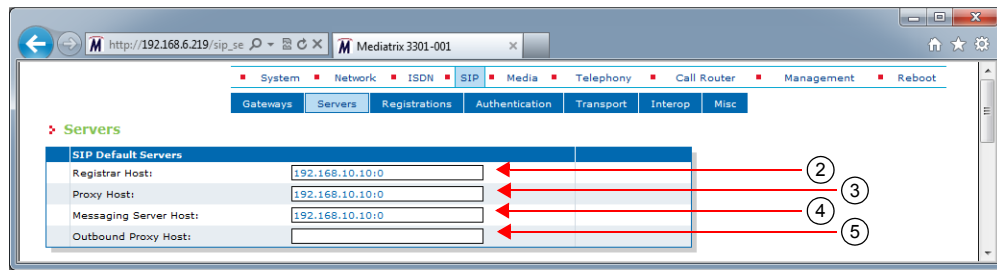 http://192.168.6.219/sip_se
Mediatrix 3301-001
System Network ISDN SIP Media Telephony Call Router Management Reboot
Gateways Servers Registrations Authentication Transport Interop Misc
Servers
SIP Default Servers
Registrar Host: 192.168.10.10:0 2
Proxy Host: 192.168.10.10:0 3
Messaging Server Host: 192.168.10.10:0 4
Outbound Proxy Host: 5